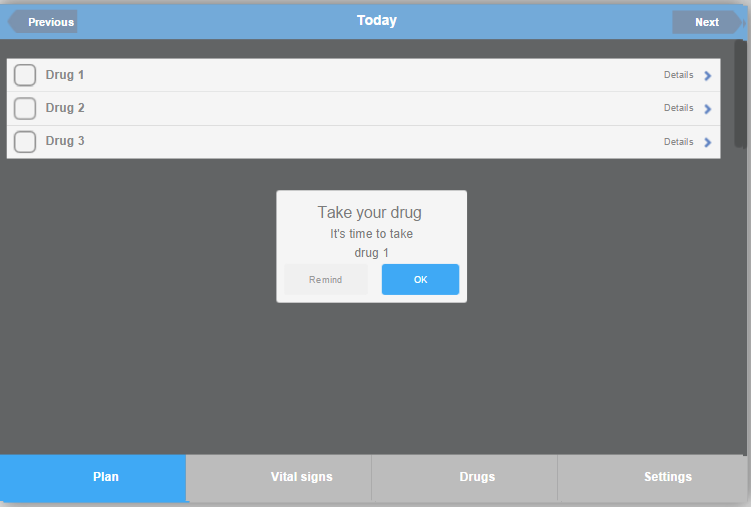 Previous Today Next
Drug 1 Details
Drug 2 Details
Drug 3 Details
Take your drug
It's time to take
drug 1
Remind OK
Plan Vital signs Drugs Settings